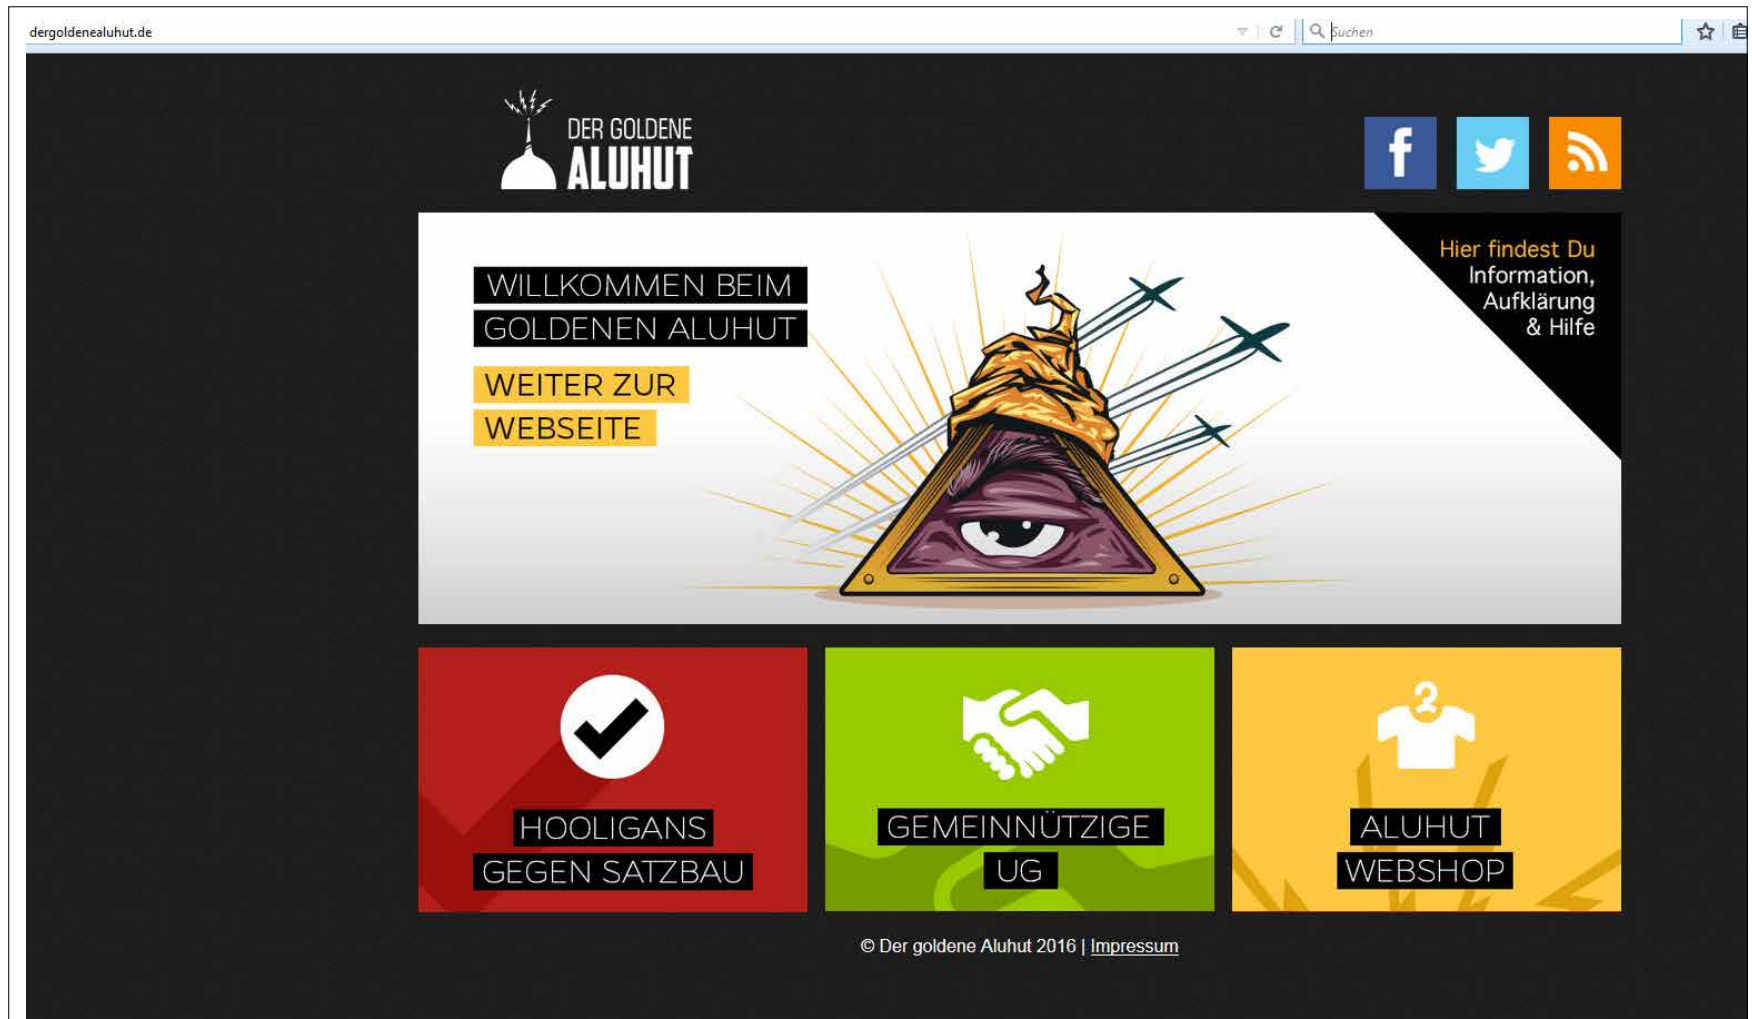 dergoldenealuhut.de
Suchen
DER GOLDENE
ALUHUT
f
WILLKOMMEN BEIM
GOLDENEN ALUHUT
WEITER ZUR
WEBSEITE
Hier findest Du
Information,
Aufklärung
& Hilfe
HOOLIGANS
GEGEN SATZBAU
GEMEINNÜTZIGE
UG
ALUHUT
WEBSHOP
© Der goldene Aluhut 2016 | Impressum